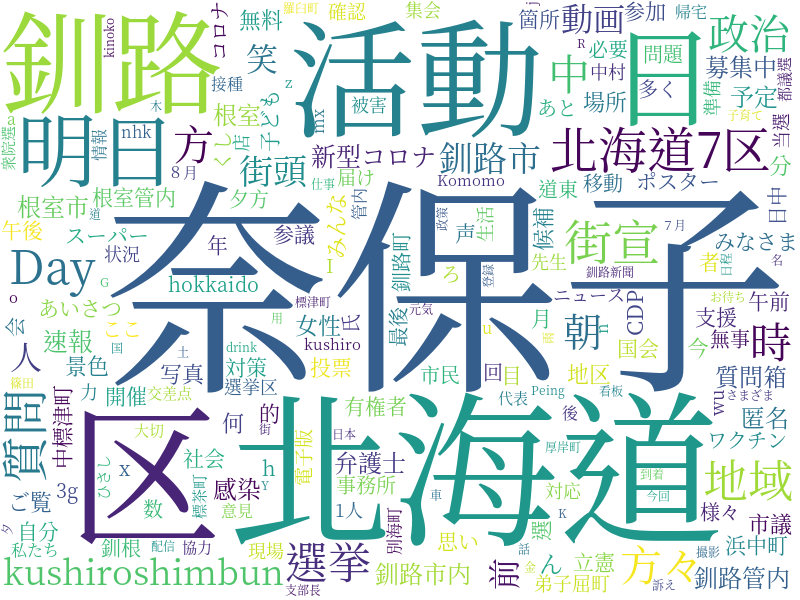 釧路
活動
日
奈保子
北海道
区
明日
北海道7区
政治
地域
Day
kushiroshimbun
選挙
方々
街宣
質問
街頭
朝
時
中
動画
募集中
予定
参加
帰宅
都議選
当選
箇所
確認
集会
羅臼町
無料
コロナ
kinoko
笑
接種
z
根室
子ども
店
くし
情報
nhk
方
衆院選
a
8月
新型コロナ
届け
mx
被害
釧路市
Komomo
道東
あと
場所
必要
中村
問題
多く
準備
子育て
R
j
木
移動
ポスター
分
日中
みなさま
者
名
日程
7月
候補
声
生活
政策
先生
仕事
管内
みんな
根室管内
道
根室市
夕方
午後
スーパー
状況
年
参議
I
釧路町
ろ
登録
釧路新聞
ニュース
CDP
午前
お待ち
G
o
あいさつ
hokkaido
標津町
元気
会
ここ
女性
氏
最後
u
月
n
支援
無事
国会
今
速報
人
景色
用
国
土
kushiro
対策
drink
写真
投票
市民
回
目
地区
Peing
さまざま
看板
質問箱
wu
匿名
雨
力
開催
篠田
交差点
選挙区
何
的
街
有権者
代表
後
中標津町
大切
ひさし
x
h
電子版
弁護士
日本
厚岸町
ワクチン
ご覧
3g
社会
感染
事務所
対応
到着
今回
様々
市議
数
標茶町
Y
意見
1人
別海町
車
選
K
夕
自分
釧根
現場
思い
ん
立憲
浜中町
私たち
配信
協力
前
話
金
撮影
訴え
支部長
釧路市内
弟子屈町
釧路管内